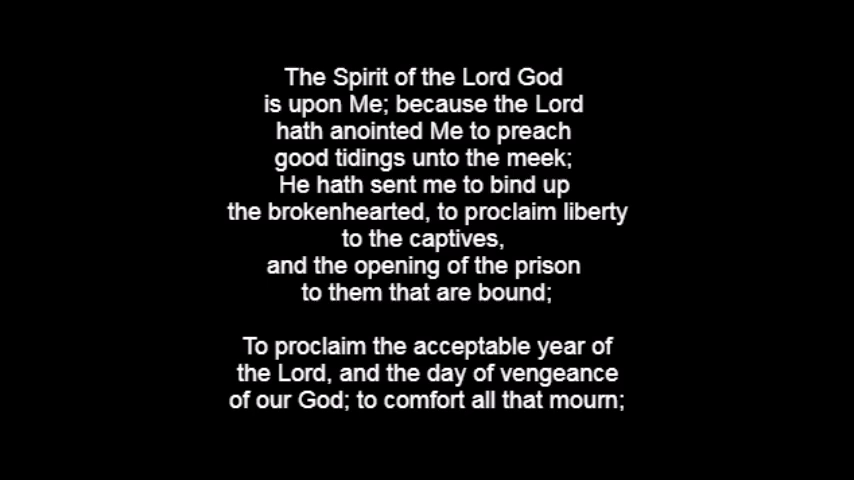 The Spirit of the Lord God
is upon Me; because the Lord
hath anointed Me to preach
good tidings unto the meek;
He hath sent me to bind up
the brokenhearted, to proclaim liberty
to the captives,
and the opening of the prison
to them that are bound;
To proclaim the acceptable year of
the Lord, and the day of vengeance
of our God; to comfort all that mourn;